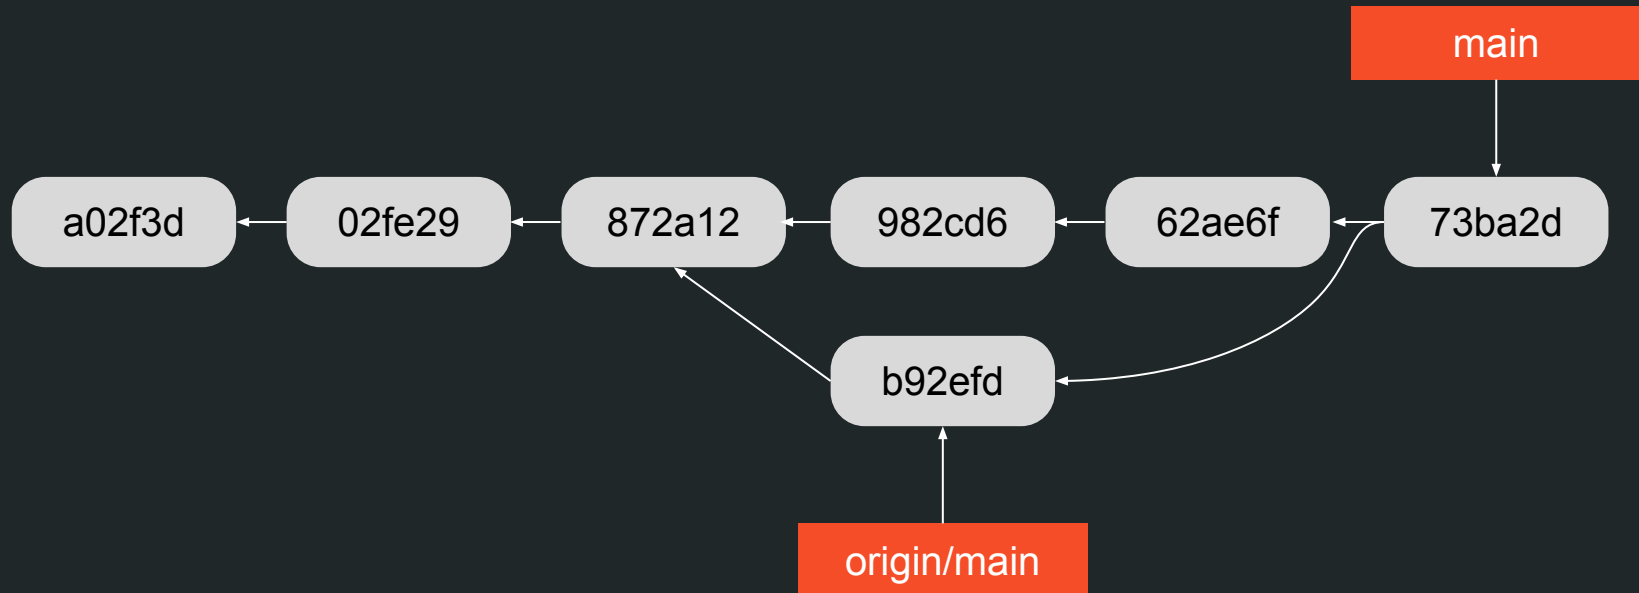 main
a02f3d
02fe29
872a12
982cd6
62ae6f
73ba2d
b92efd
origin/main